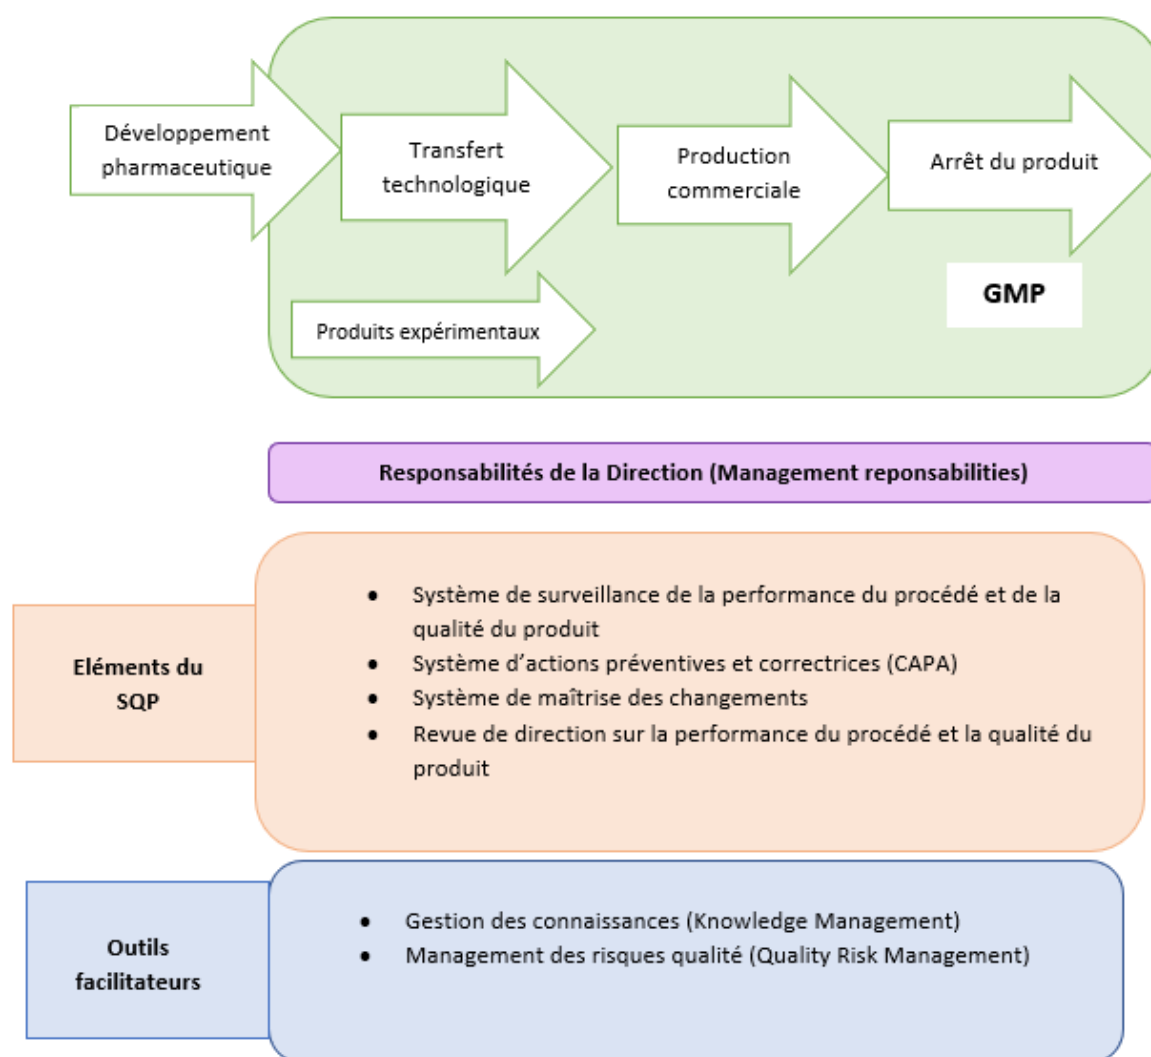 Développement
pharmaceutique
Transfert
technologique
Production
commerciale
Arrêt du produit
GMP
Produits expérimentaux
Responsabilités de la Direction (Management reponsabilities)
Eléments du
SQP
• Système de surveillance de la performance du procédé et de la
qualité du produit
• Système d’actions préventives et correctrices (CAPA)
• Système de maîtrise des changements
• Revue de direction sur la performance du procédé et la qualité du
produit
Outils
facilitateurs
• Gestion des connaissances (Knowledge Management)
• Management des risques qualité (Quality Risk Management)